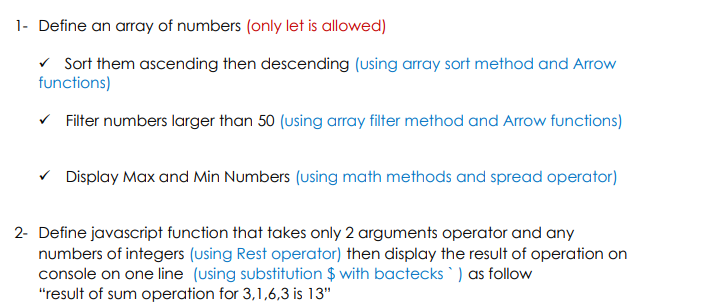 1- Define an array of numbers (only let is allowed)
✓ Sort them ascending then descending (using array sort method and Arrow
functions)
✓ Filter numbers larger than 50 (using array filter method and Arrow functions)
✓ Display Max and Min Numbers (using math methods and spread operator)
2- Define javascript function that takes only 2 arguments operator and any
numbers of integers (using Rest operator) then display the result of operation on
console on one line (using substitution $ with bactecks ` ) as follow
“result of sum operation for 3,1,6,3 is 13”